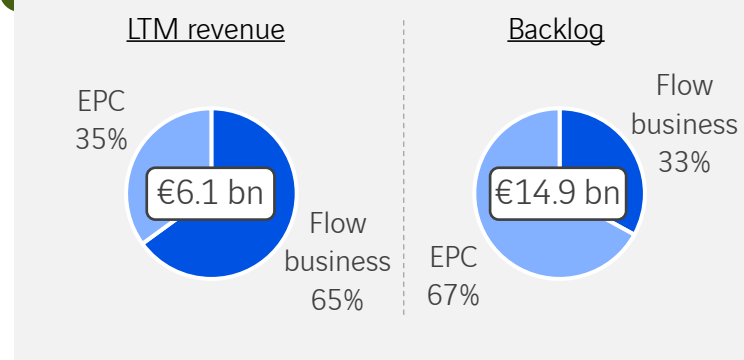 LTM revenue
EPC
35%
€6.1 bn
Flow
business
65%
Backlog
Flow
business
33%
€14.9 bn
EPC
67%